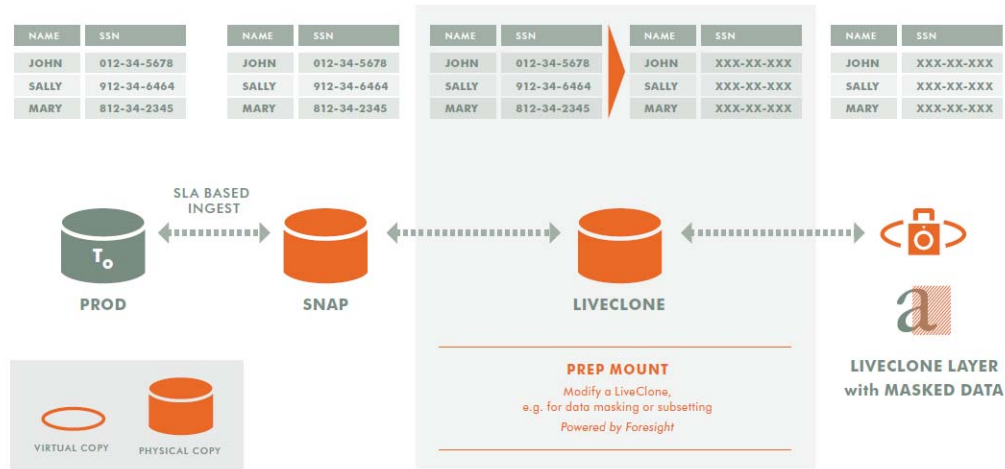 NAME SSN
JOHN 012-34-5678
SALLY 912-34-6464
MARY 812-34-2345
NAME SSN
JOHN 012-34-5678
SALLY 912-34-6464
MARY 812-34-2345
NAME SSN
JOHN 012-34-5678
SALLY 912-34-6464
MARY 812-34-2345
NAME SSN
JOHN XXX-XX-XXX
SALLY XXX-XX-XXX
MARY XXX-XX-XXX
NAME SSN
JOHN XXX-XX-XXX
SALLY XXX-XX-XXX
MARY XXX-XX-XXX
SLA BASED
INGEST
To
PROD
SNAP
LIVECLONE
a
LIVECLONE LAYER
with MASKED DATA
PREP MOUNT
Modify a LiveClone,
e.g. for data masking or subsetting
Powered by Foresight
VIRTUAL COPY
PHYSICAL COPY